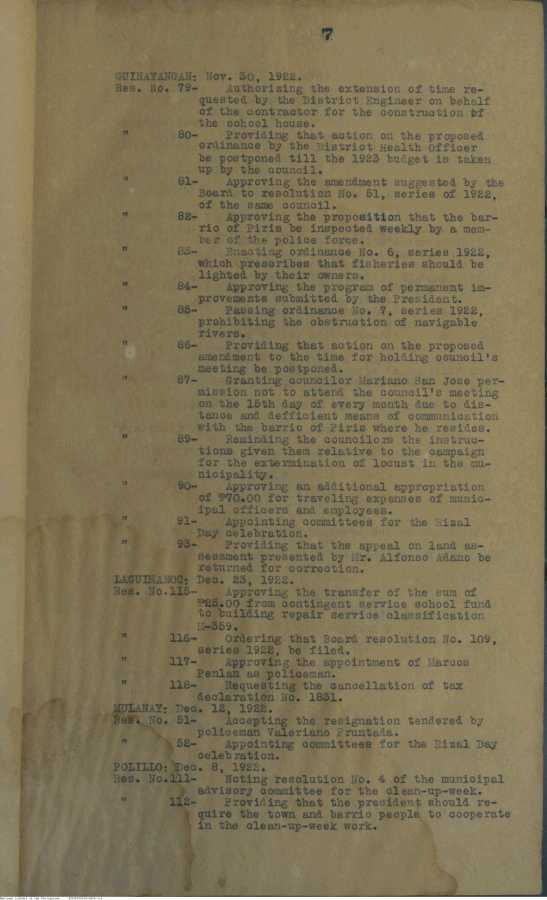 7
GUINAYANGAN: Nov. 30, 1922.
Res. No. 79- Authorizing the extension of time re-
quested by the District Engineer on behalf
of the contractor for the construction of
the school house.
" 80- Providing that action on the proposed
ordinance by the District Health Officer
be postponed till the 1923 budget is taken
up by the council.
" 81- Approving the amendment suggested by the
Board to resolution No. 51, series of 1922,
of the same council.
" 82- Approving the proposition that the bar-
rio of Piris be inspected weekly by a mem-
ber of the police force.
" 83- Enacting ordinance No. 6, series 1922,
which prescribes that fisheries should be
lighted by their owners.
" 84- Approving the program of permanent im-
provements submitted by the President.
" 85- Passing ordinance No. 7, series 1922,
prohibiting the obstruction of navigable
rivers.
" 86- Providing that action on the proposed
amendment to the time for holding council's
meeting be postponed.
" 87- Granting councilor Mariano San Jose per-
mission not to attend the council's meeting
on the 15th day of every month due to dis-
tance and defficient means of communication
with the barrio of Piris where he resides.
" 89- Reminding the councilors the instruc-
tions given them relative to the campaign
for the extermination of locust in the mu-
nicipality.
" 90- Approving an additional appropriation
of ₱70.00 for traveling expenses of munic-
ipal officers and employees.
" 91- Appointing committees for the Rizal
Day celebration.
" 93- Providing that the appeal on land as-
sessment presented by Mr. Alfonso Adano be
returned for correction.
LAGUIMANOC: Dec. 23, 1922.
Res. No.115- Approving the transfer of the sum of
₱25.00 from contingent service school fund
to building repair service classification
M-359.
" 116- Ordering that Board resolution No. 109,
series 1922, be filed.
" 117- Approving the appointment of Marcos
Penlan as policeman.
" 118- Requesting the cancellation of tax
declaration No. 1831.
MULANAY: Dec. 12, 1922.
Res. No. 51- Accepting the resignation tendered by
policeman Valeriano Pruntada.
" 52- Appointing committees for the Rizal Day
celebration.
POLILLO: Dec. 8, 1922.
Res. No.111- Noting resolution No. 4 of the municipal
advisory committee for the clean-up-week.
" 112- Providing that the president should re-
quire the town and barrio people to cooperate
in the clean-up-week work.